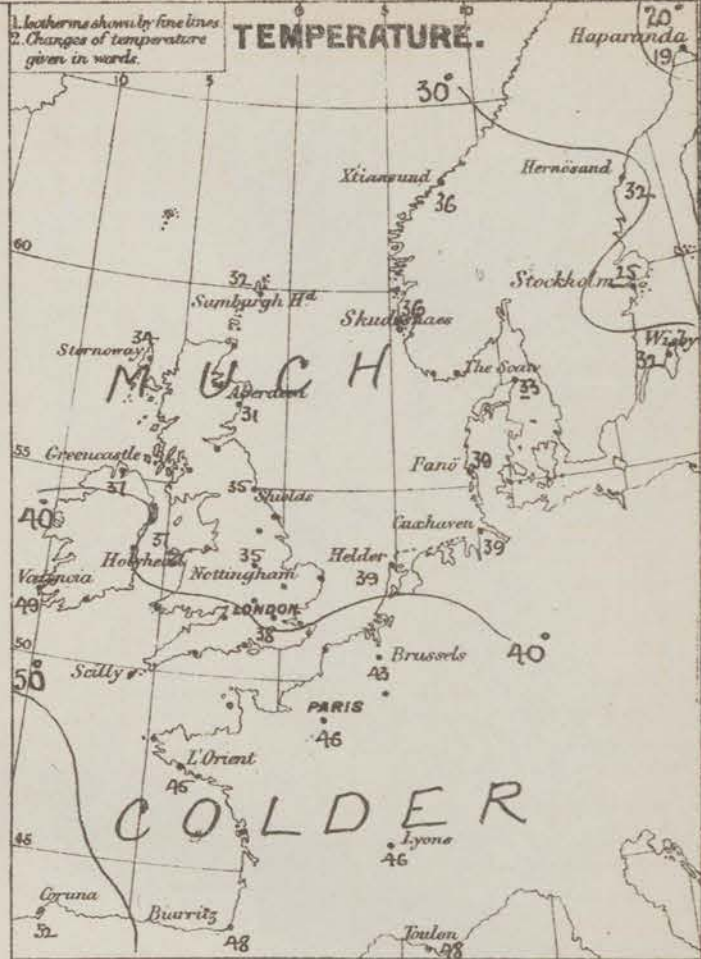 1. Isotherms shown by fine lines
2. Changes of temperature
given in words.
TEMPERATURE.
20°
Haparanda
19
10 5 0 5 10
30°
Xtiansund
36
Hernösand
32
60
32
Sumburgh Hd
Stockholm 25
36
Skudesnaes
34
Stornoway
Wisby
32
MUCH
The Scaw
33
Aberdeen
31
55
Greencastle
37
Fanö
35
Shields
40°
37
Holyhead
35
Nottingham
Cuxhaven
39
Helder
39
Valencia
49
LONDON
38
50
50°
Scilly
Brussels
43
40°
PARIS
46
L'Orient
45
COLDER
45
Lyons
46
Coruna
52
Biarritz
48
Toulon
48